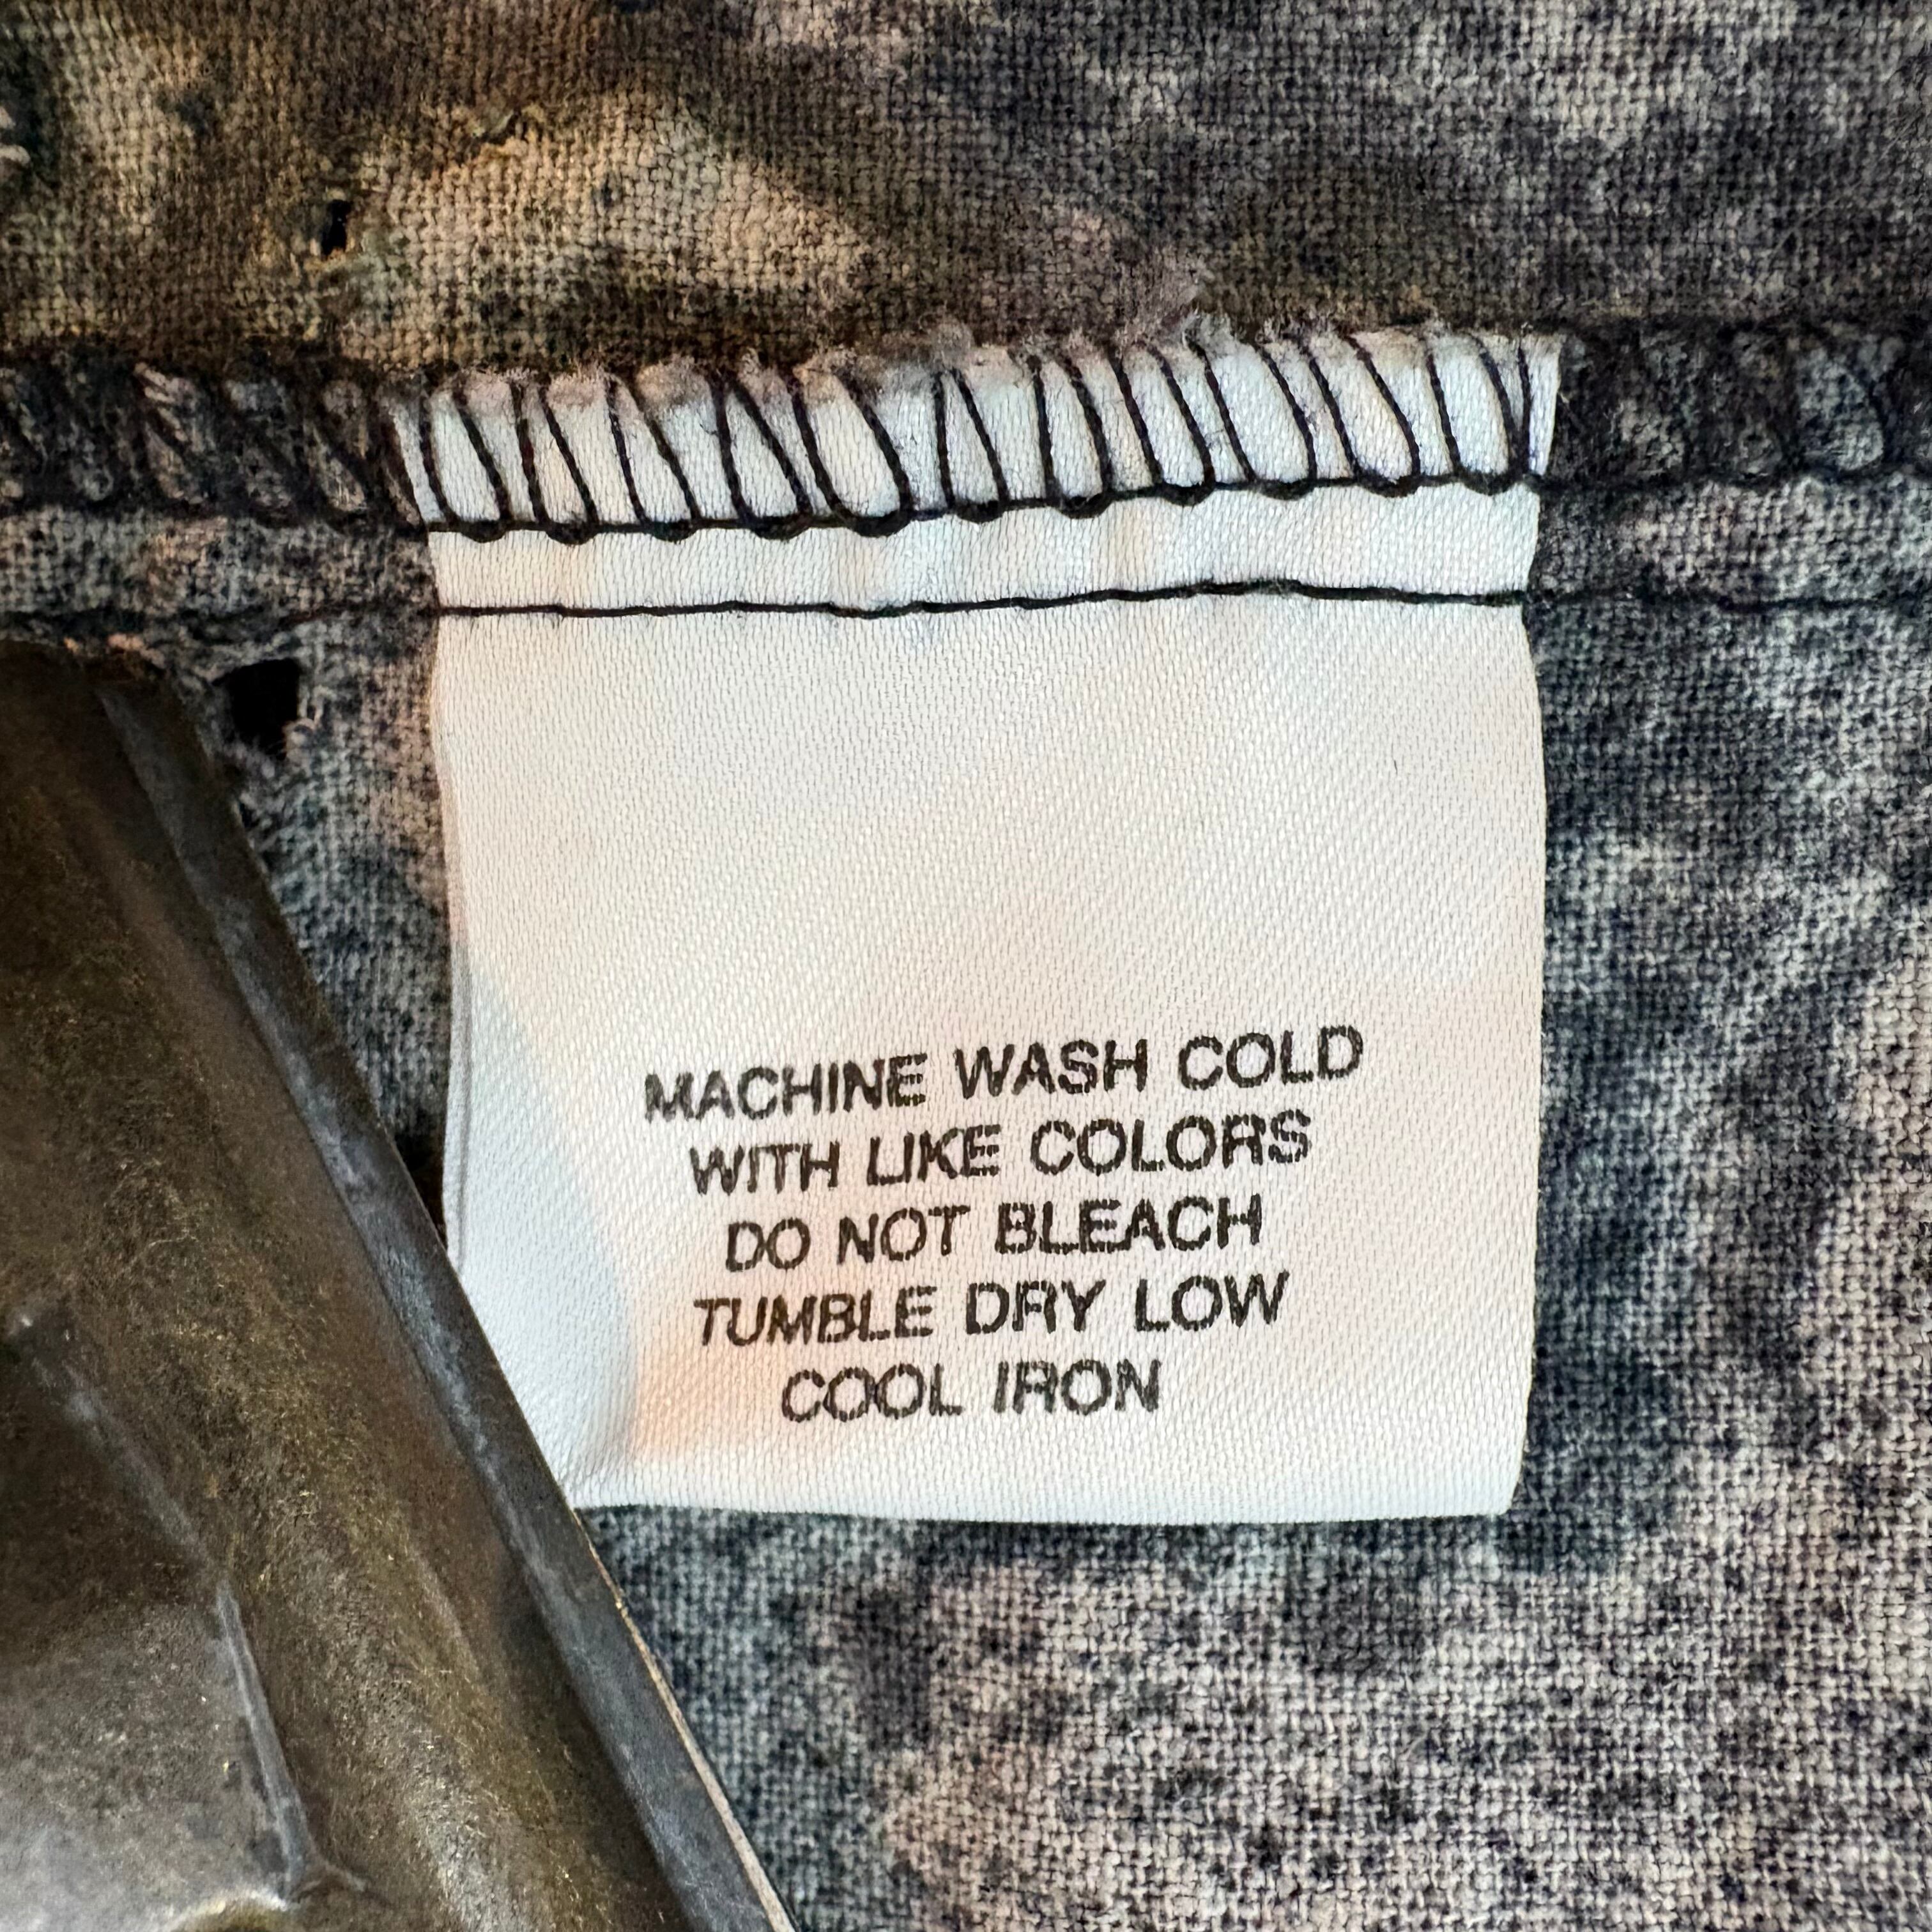 MACHINE WASH COLD
WITH LIKE COLORS
DO NOT BLEACH
TUMBLE DRY LOW
COOL IRON